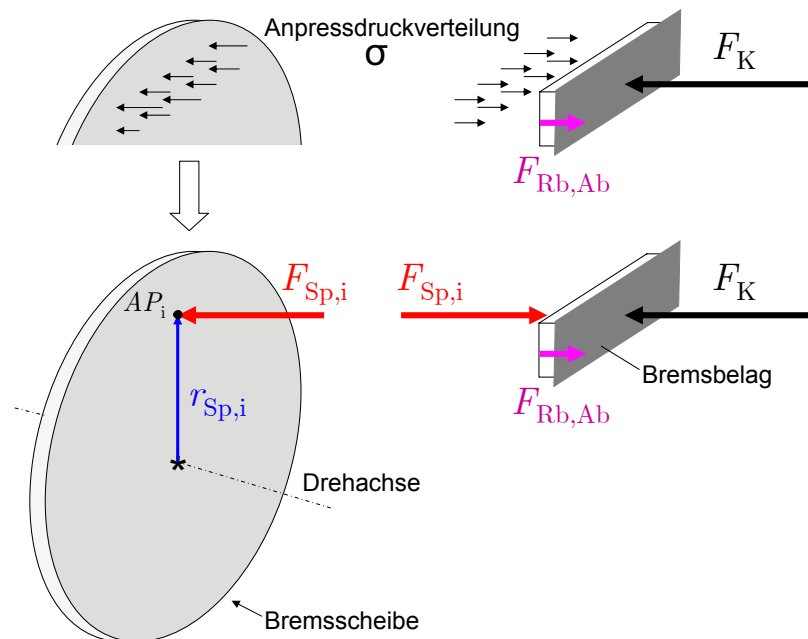 Anpressdruckverteilung
σ
F_K
F_Rb,Ab
F_Sp,i
F_Sp,i
F_K
AP_i
r_Sp,i
F_Rb,Ab
Bremsbelag
*
Drehachse
Bremsscheibe